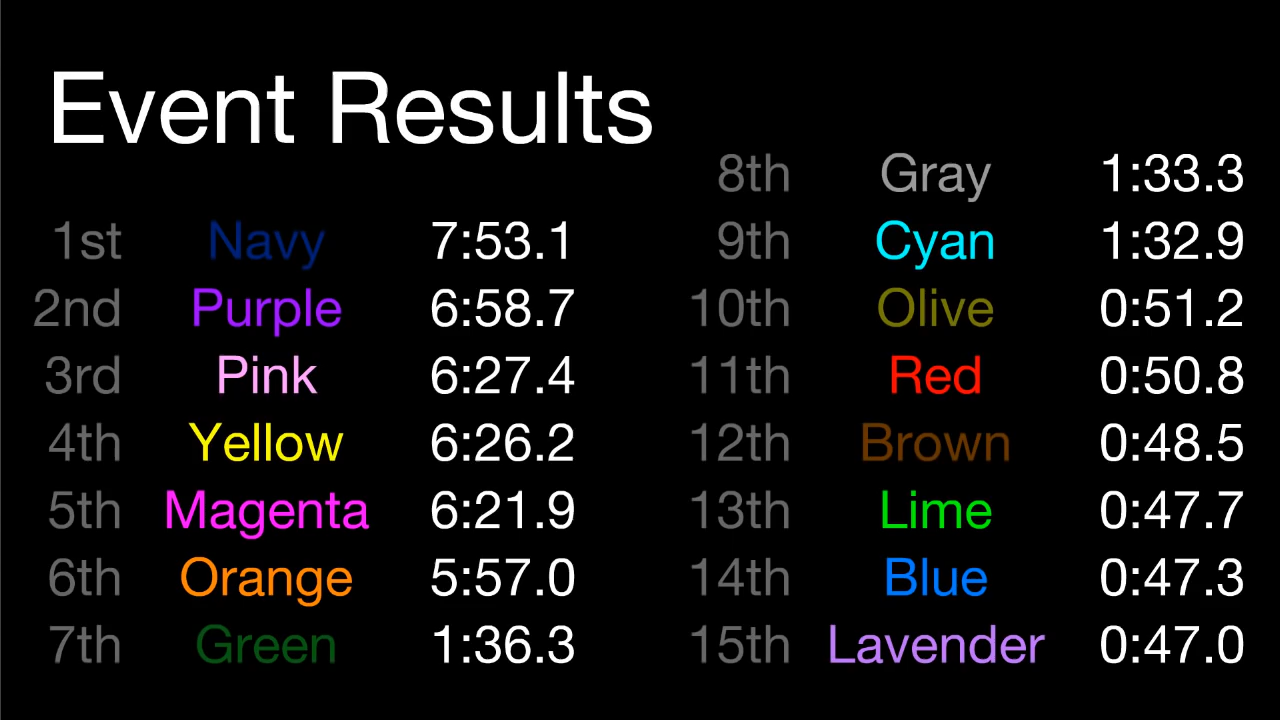 Event Results
1st Navy 7:53.1
2nd Purple 6:58.7
3rd Pink 6:27.4
4th Yellow 6:26.2
5th Magenta 6:21.9
6th Orange 5:57.0
7th Green 1:36.3
8th Gray 1:33.3
9th Cyan 1:32.9
10th Olive 0:51.2
11th Red 0:50.8
12th Brown 0:48.5
13th Lime 0:47.7
14th Blue 0:47.3
15th Lavender 0:47.0